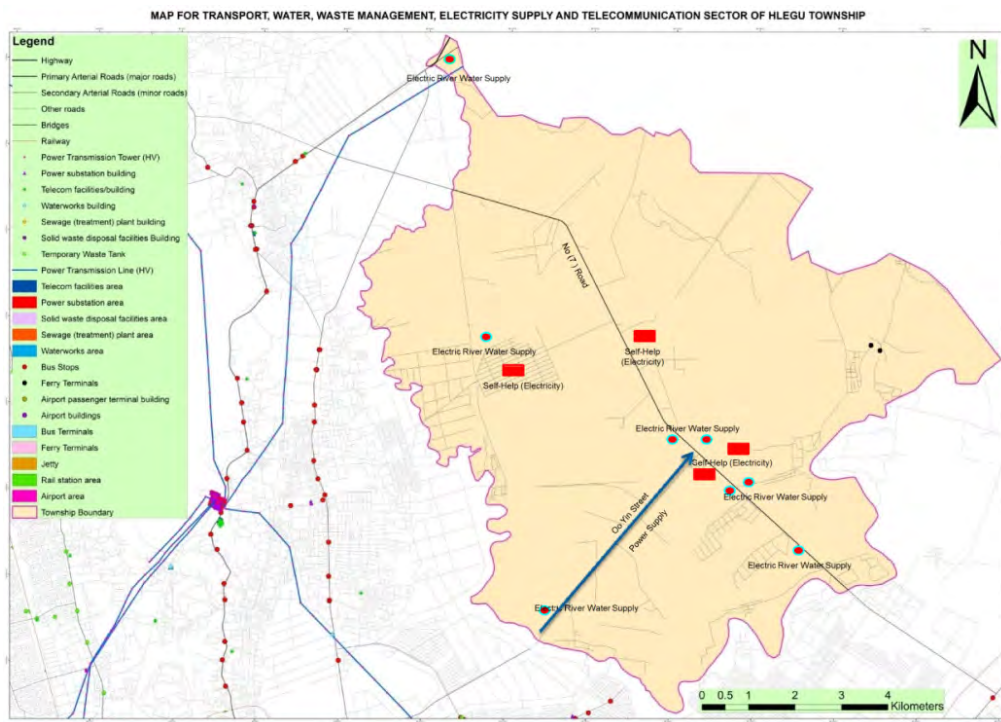 MAP FOR TRANSPORT, WATER, WASTE MANAGEMENT, ELECTRICITY SUPPLY AND TELECOMMUNICATION SECTOR OF HLEGU TOWNSHIP
Legend
Highway
Primary Arterial Roads (major roads)
Secondary Arterial Roads (minor roads)
Other roads
Bridges
Railway
Power Transmission Tower (HV)
Power substation building
Telecom facilities/building
Waterworks building
Sewage (treatment) plant building
Solid waste disposal facilities Building
Temporary Waste Tank
Power Transmission Line (HV)
Telecom facilities area
Power substation area
Solid waste disposal facilities area
Sewage (treatment) plant area
Waterworks area
Bus Stops
Ferry Terminals
Airport passenger terminal building
Airport buildings
Bus Terminals
Ferry Terminals
Jetty
Rail station area
Airport area
Township Boundary
N
Electric River Water Supply
No (7 ) Road
Electric River Water Supply
Self-Help (Electricity)
Self-Help
(Electricity)
Electric River Water Supply
Self-Help (Electricity)
Electric River Water Supply
Oo Yin Street
Power Supply
Electric River Water Supply
Electric River Water Supply
0 0.5 1 2 3 4
Kilometers